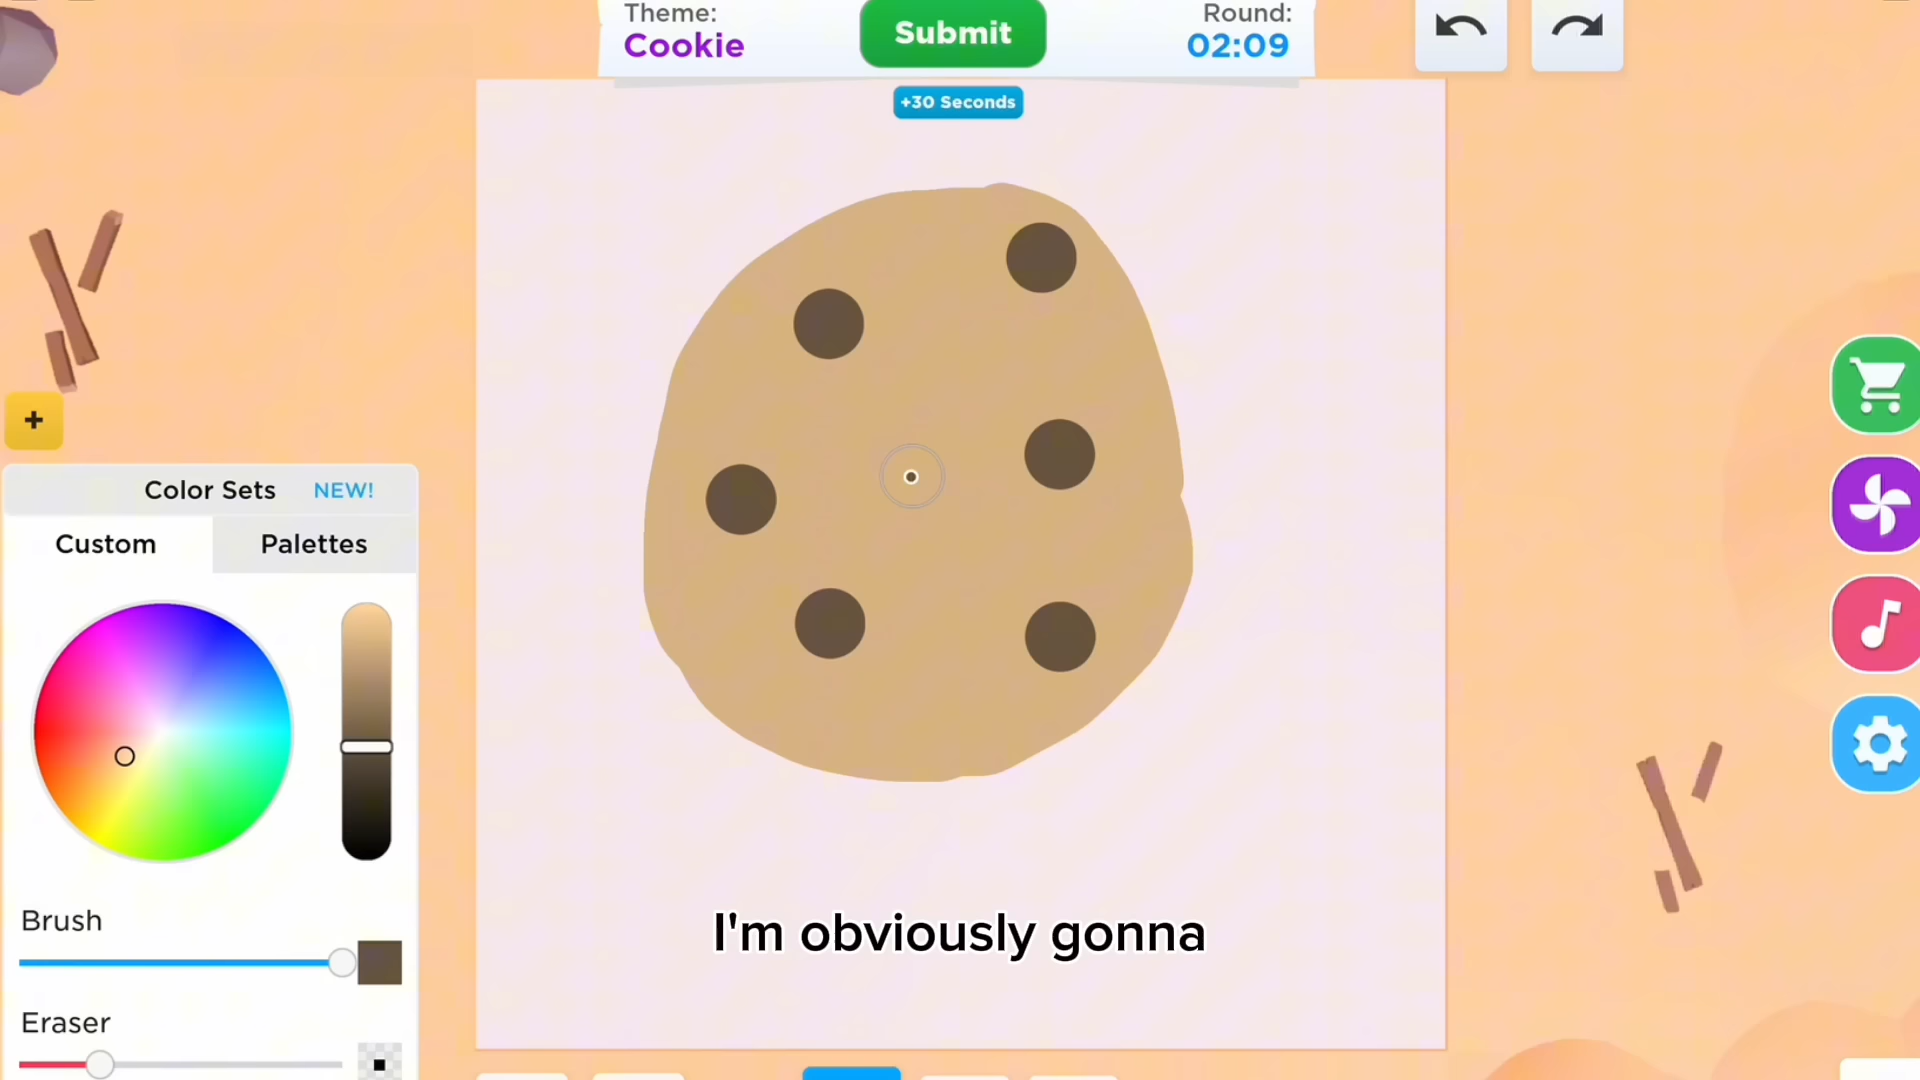 Theme:
Cookie
Submit
Round:
02:09
+30 Seconds
+
Color Sets NEW!
Custom Palettes
Brush
Eraser
I'm obviously gonna